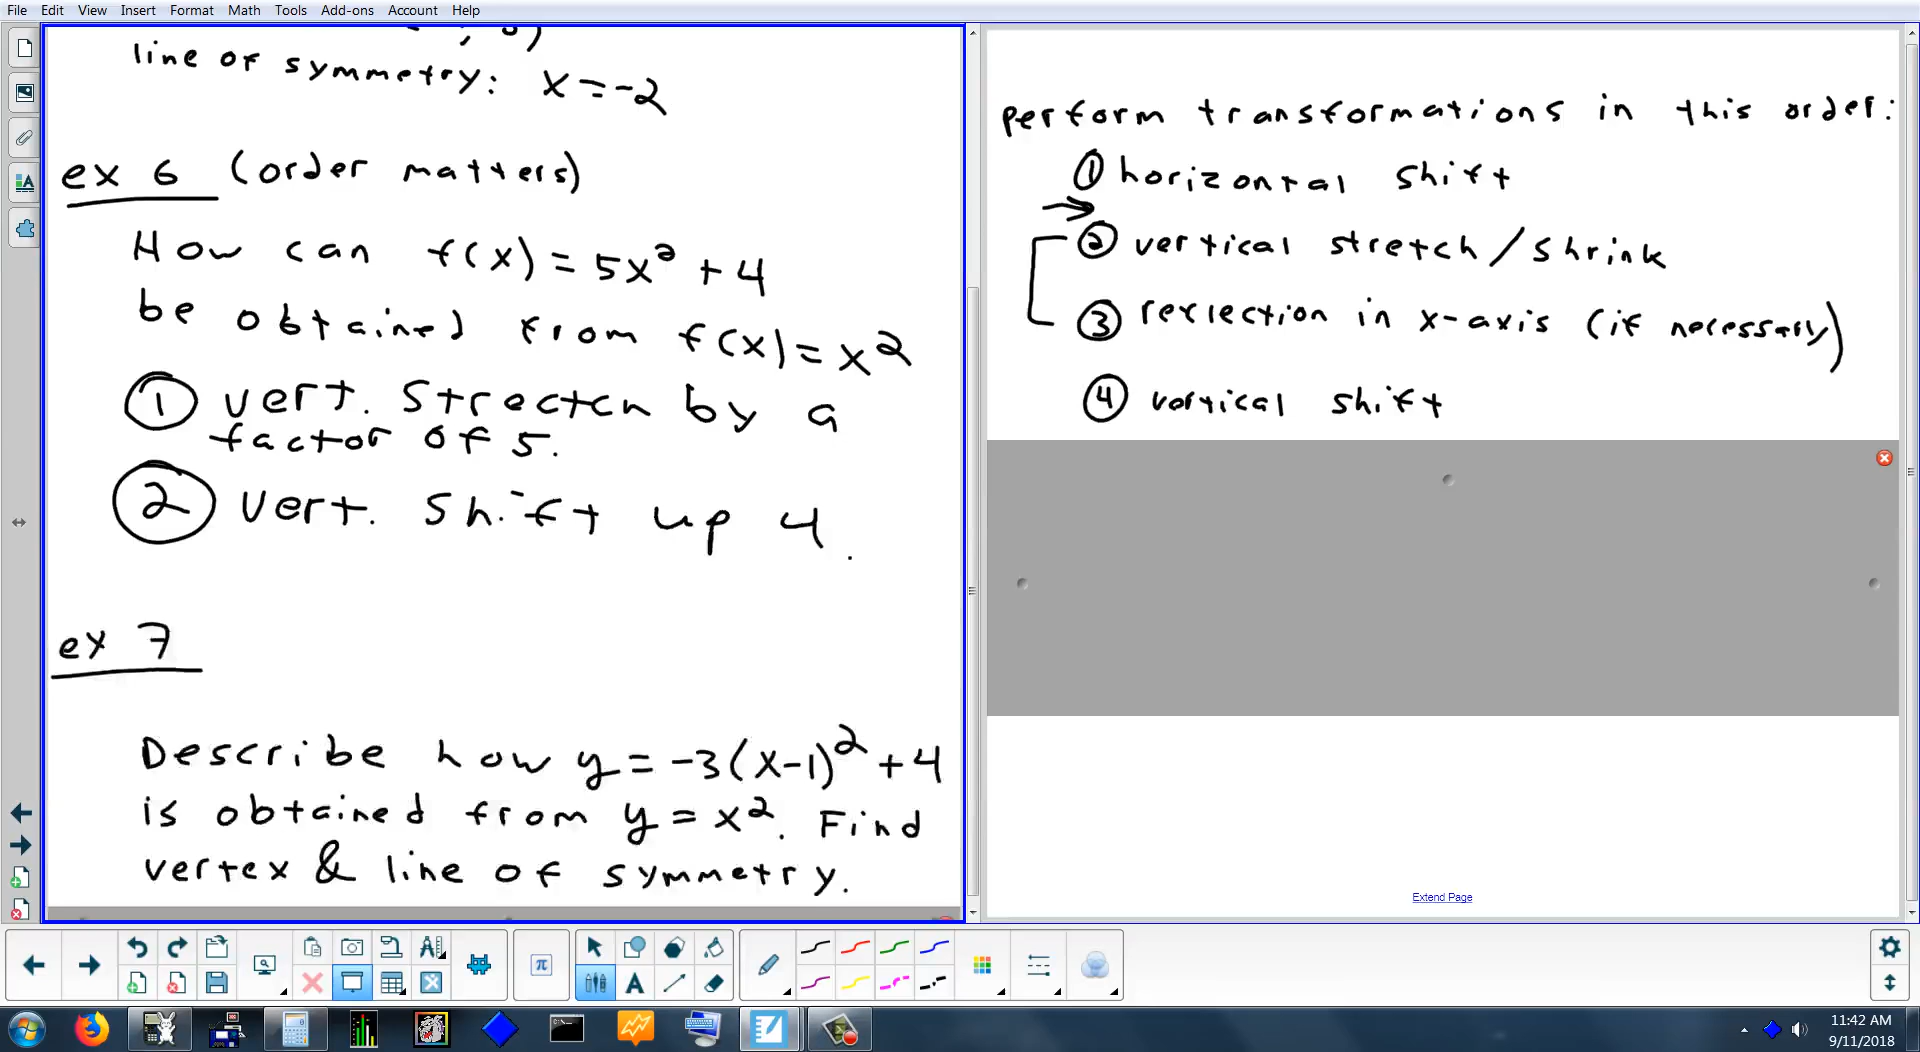 File Edit View Insert Format Math Tools Add-ons Account Help
line of symmetry: x = -2
ex 6 (order matters)
How can f(x) = 5x² + 4
be obtained from f(x) = x²
① vert. Strectch by a
factor of 5.
② vert. Shift up 4.
ex 7
Describe how y = -3(x-1)² + 4
is obtained from y = x². Find
vertex & line of symmetry.
perform transformations in this order:
① horizontal shift
→
② vertical stretch/shrink
③ reflection in x-axis (if necessary)
④ vertical shift
Extend Page
π
A
11:42 AM
9/11/2018